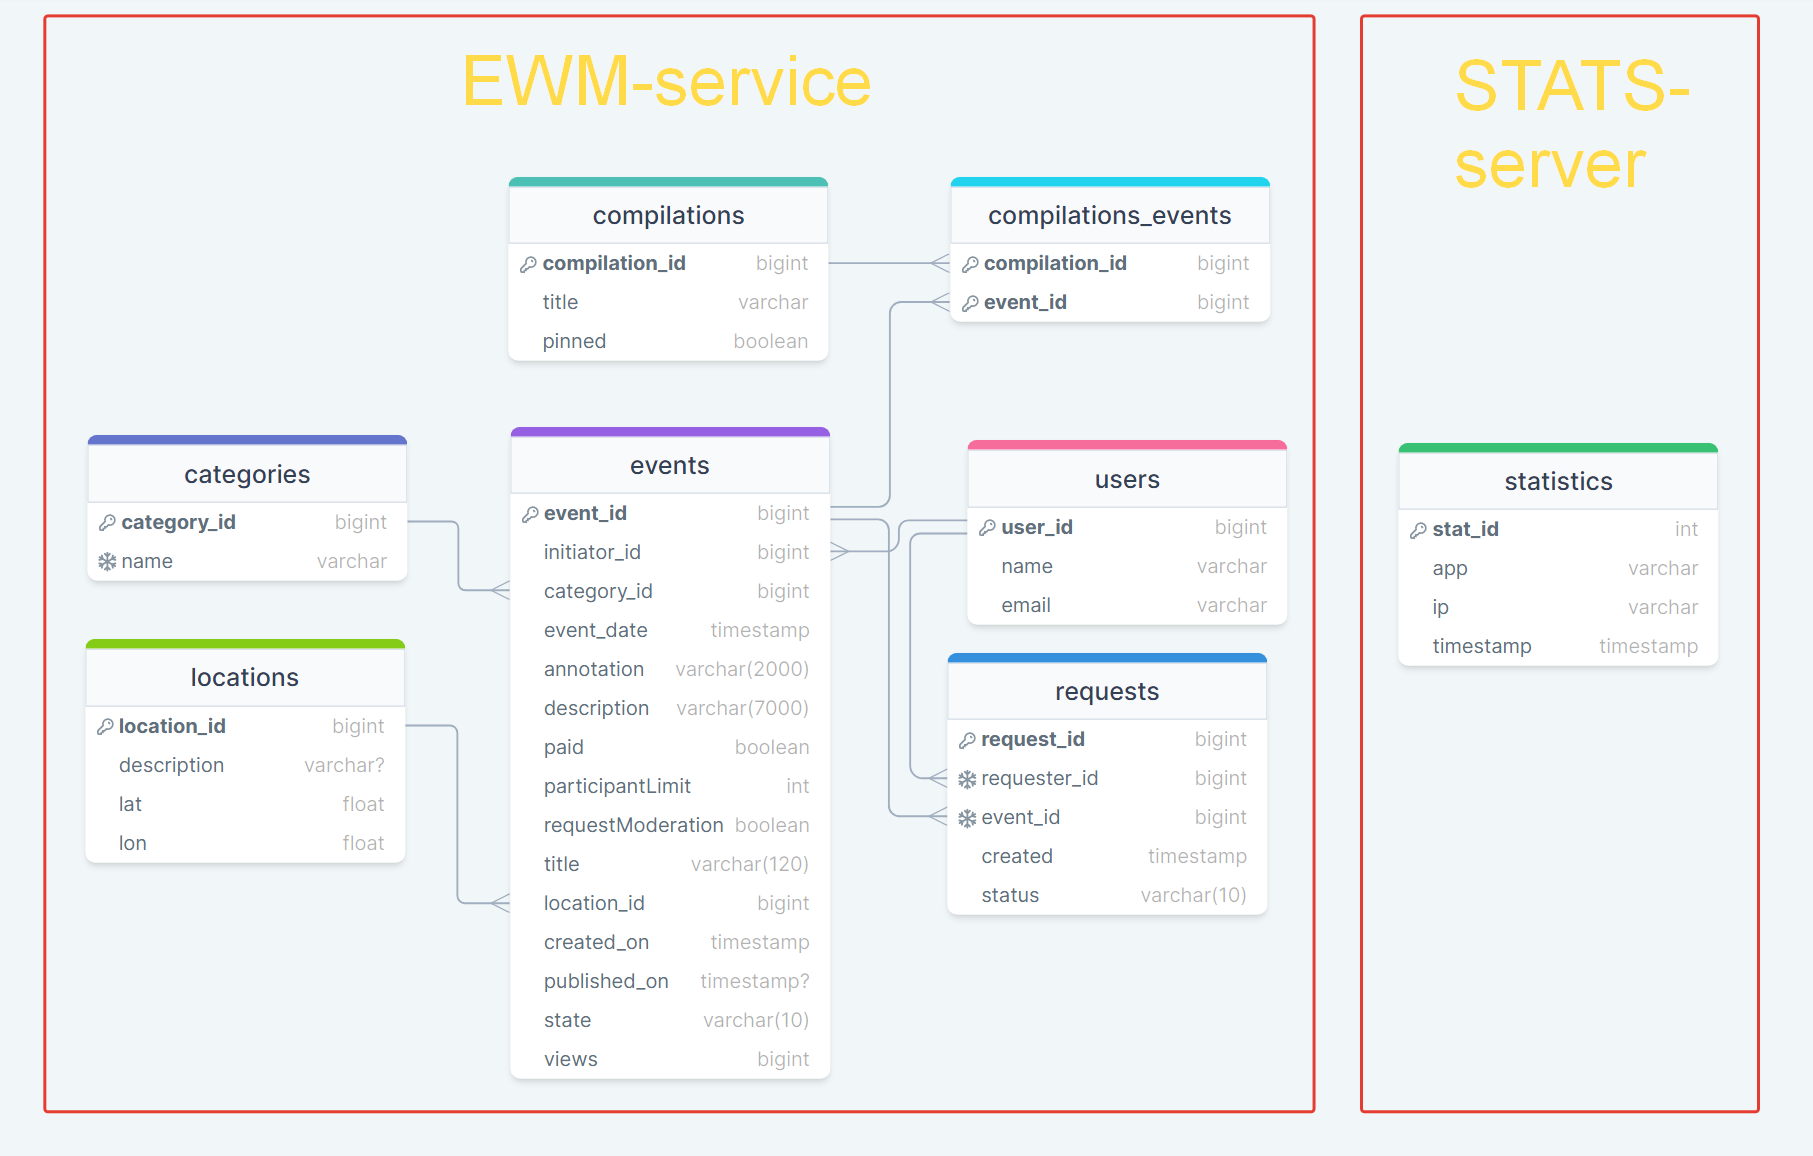 EWM-service
compilations
compilation_id bigint
title varchar
pinned boolean
compilations_events
compilation_id bigint
event_id bigint
categories
category_id bigint
name varchar
locations
location_id bigint
description varchar?
lat float
lon float
events
event_id bigint
initiator_id bigint
category_id bigint
event_date timestamp
annotation varchar(2000)
description varchar(7000)
paid boolean
participantLimit int
requestModeration boolean
title varchar(120)
location_id bigint
created_on timestamp
published_on timestamp?
state varchar(10)
views bigint
users
user_id bigint
name varchar
email varchar
requests
request_id bigint
requester_id bigint
event_id bigint
created timestamp
status varchar(10)
STATS-
server
statistics
stat_id int
app varchar
ip varchar
timestamp timestamp